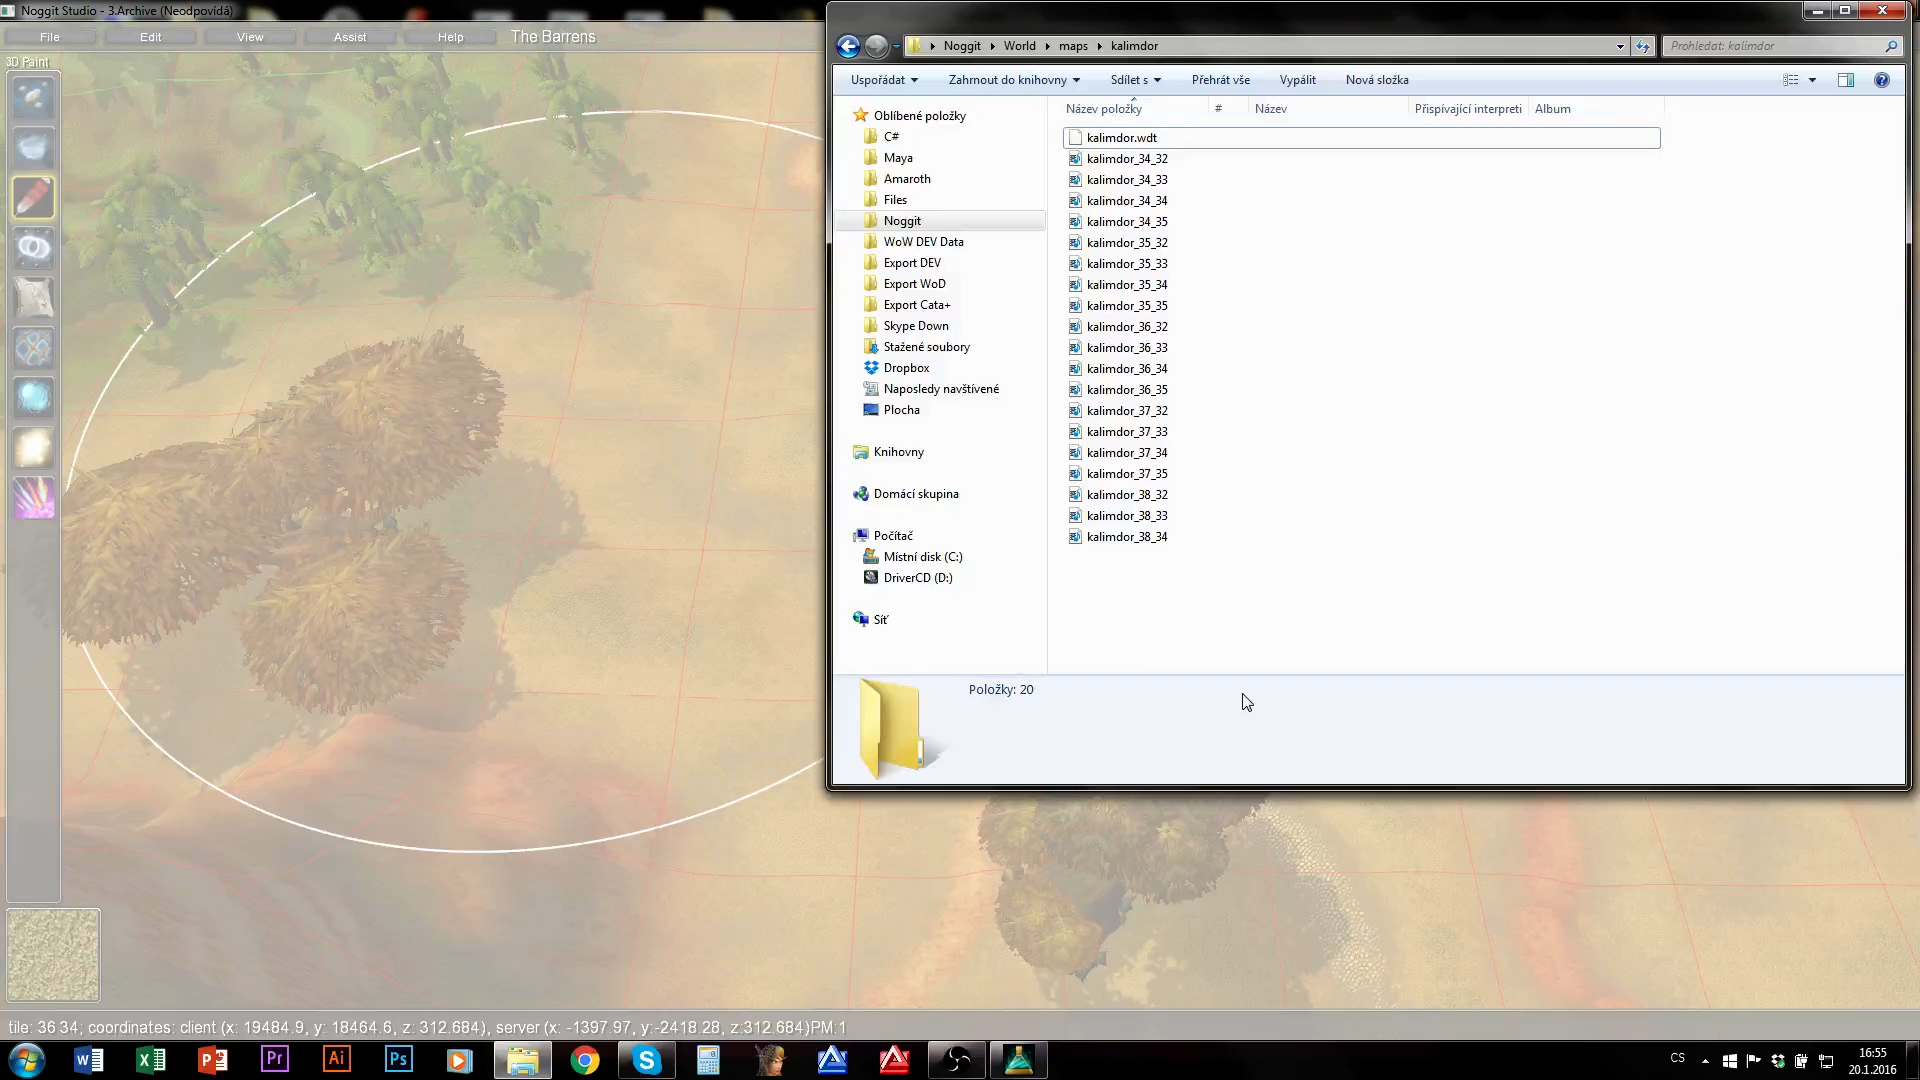 Noggit Studio - 3.Archive (Neodpovídá)
File Edit View Assist Help The Barrens
3D Paint
Noggit World maps kalimdor
Prohledat: kalimdor
Uspořádat Zahrnout do knihovny Sdílet s Přehrát vše Vypálit Nová složka
Název položky # Název Přispívající interpreti Album
Oblíbené položky
C#
Maya
Amaroth
Files
Noggit
WoW DEV Data
Export DEV
Export WoD
Export Cata+
Skype Down
Stažené soubory
Dropbox
Naposledy navštívené
Plocha
Knihovny
Domácí skupina
Počítač
Místní disk (C:)
DriverCD (D:)
Síť
kalimdor.wdt
kalimdor_34_32
kalimdor_34_33
kalimdor_34_34
kalimdor_34_35
kalimdor_35_32
kalimdor_35_33
kalimdor_35_34
kalimdor_35_35
kalimdor_36_32
kalimdor_36_33
kalimdor_36_34
kalimdor_36_35
kalimdor_37_32
kalimdor_37_33
kalimdor_37_34
kalimdor_37_35
kalimdor_38_32
kalimdor_38_33
kalimdor_38_34
Položky: 20
tile: 36 34; coordinates: client (x: 19484.9, y: 18464.6, z: 312.684), server (x: -1397.97, y:-2418.28, z:312.684)PM:1
Pr Ai Ps
CS
16:55
20.1.2016